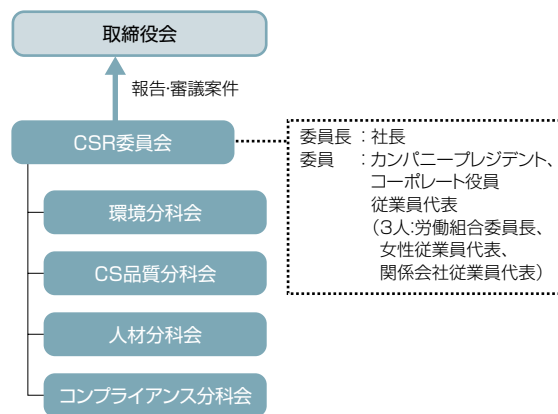 取締役会
報告・審議案件
CSR委員会
委員長：社長
委員　：カンパニープレジデント、
コーポレート役員
従業員代表
（3人：労働組合委員長、
女性従業員代表、
関係会社従業員代表）
環境分科会
CS品質分科会
人材分科会
コンプライアンス分科会